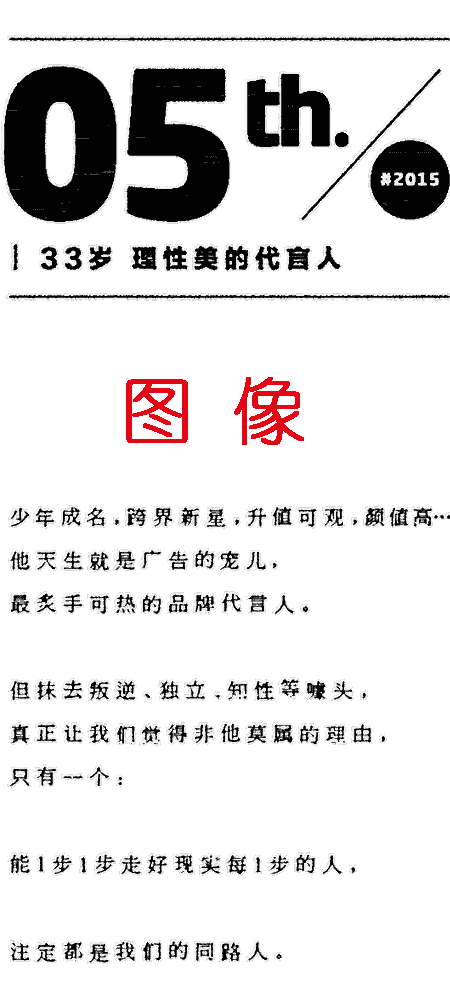 05th.
#2015
33岁 理性美的代言人
图 像
少年成名,跨界新星,升值可观,颜值高…
他天生就是广告的宠儿,
最炙手可热的品牌代言人。
但抹去叛逆、独立、知性等噱头,
真正让我们觉得非他莫属的理由,
只有一个:
能1步1步走好现实每1步的人,
注定都是我们的同路人。